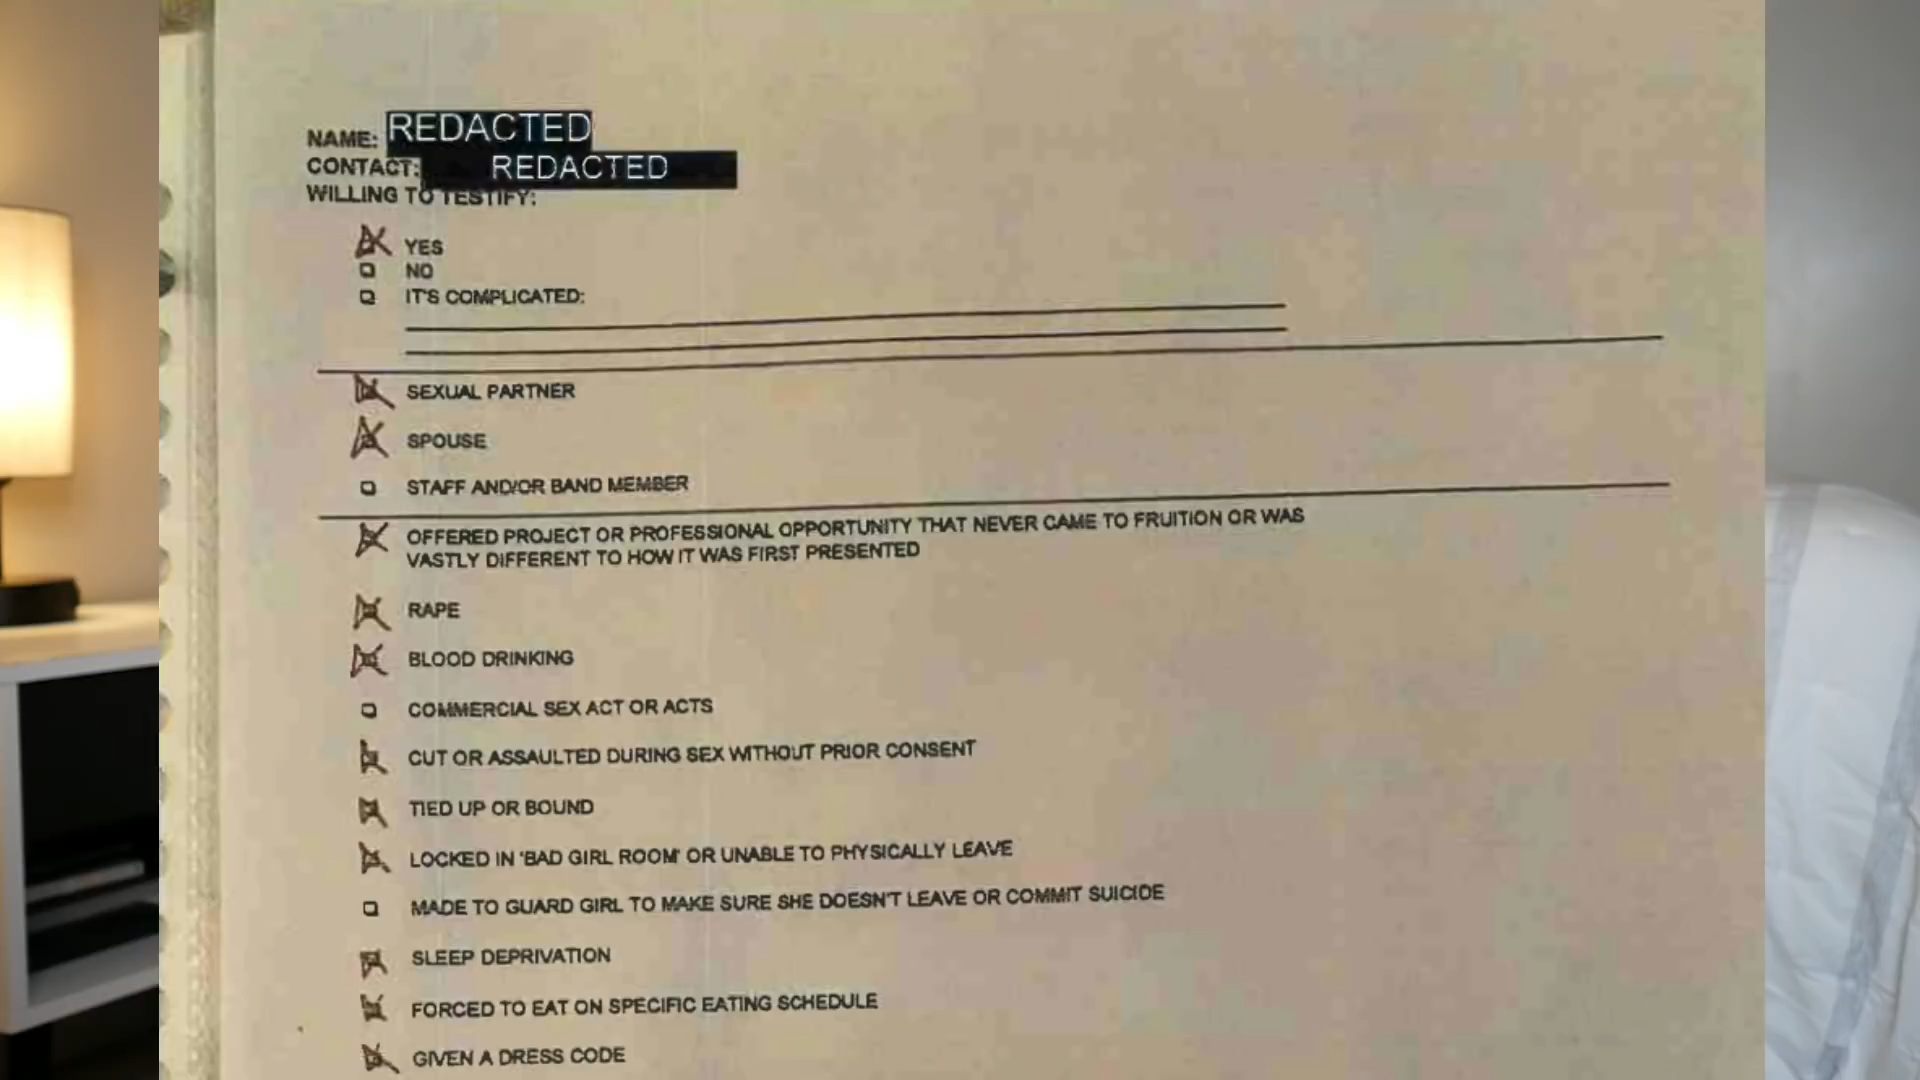 NAME: REDACTED
CONTACT: REDACTED
WILLING TO TESTIFY:
YES
NO
IT'S COMPLICATED:
SEXUAL PARTNER
SPOUSE
STAFF AND/OR BAND MEMBER
OFFERED PROJECT OR PROFESSIONAL OPPORTUNITY THAT NEVER CAME TO FRUITION OR WAS
VASTLY DIFFERENT TO HOW IT WAS FIRST PRESENTED
RAPE
BLOOD DRINKING
COMMERCIAL SEX ACT OR ACTS
CUT OR ASSAULTED DURING SEX WITHOUT PRIOR CONSENT
TIED UP OR BOUND
LOCKED IN 'BAD GIRL ROOM' OR UNABLE TO PHYSICALLY LEAVE
MADE TO GUARD GIRL TO MAKE SURE SHE DOESN'T LEAVE OR COMMIT SUICIDE
SLEEP DEPRIVATION
FORCED TO EAT ON SPECIFIC EATING SCHEDULE
GIVEN A DRESS CODE